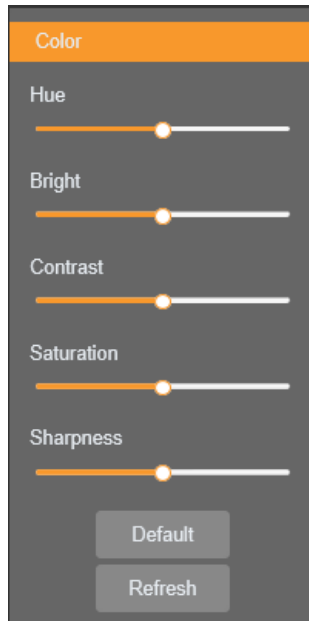 Color
Hue
Bright
Contrast
Saturation
Sharpness
Default
Refresh